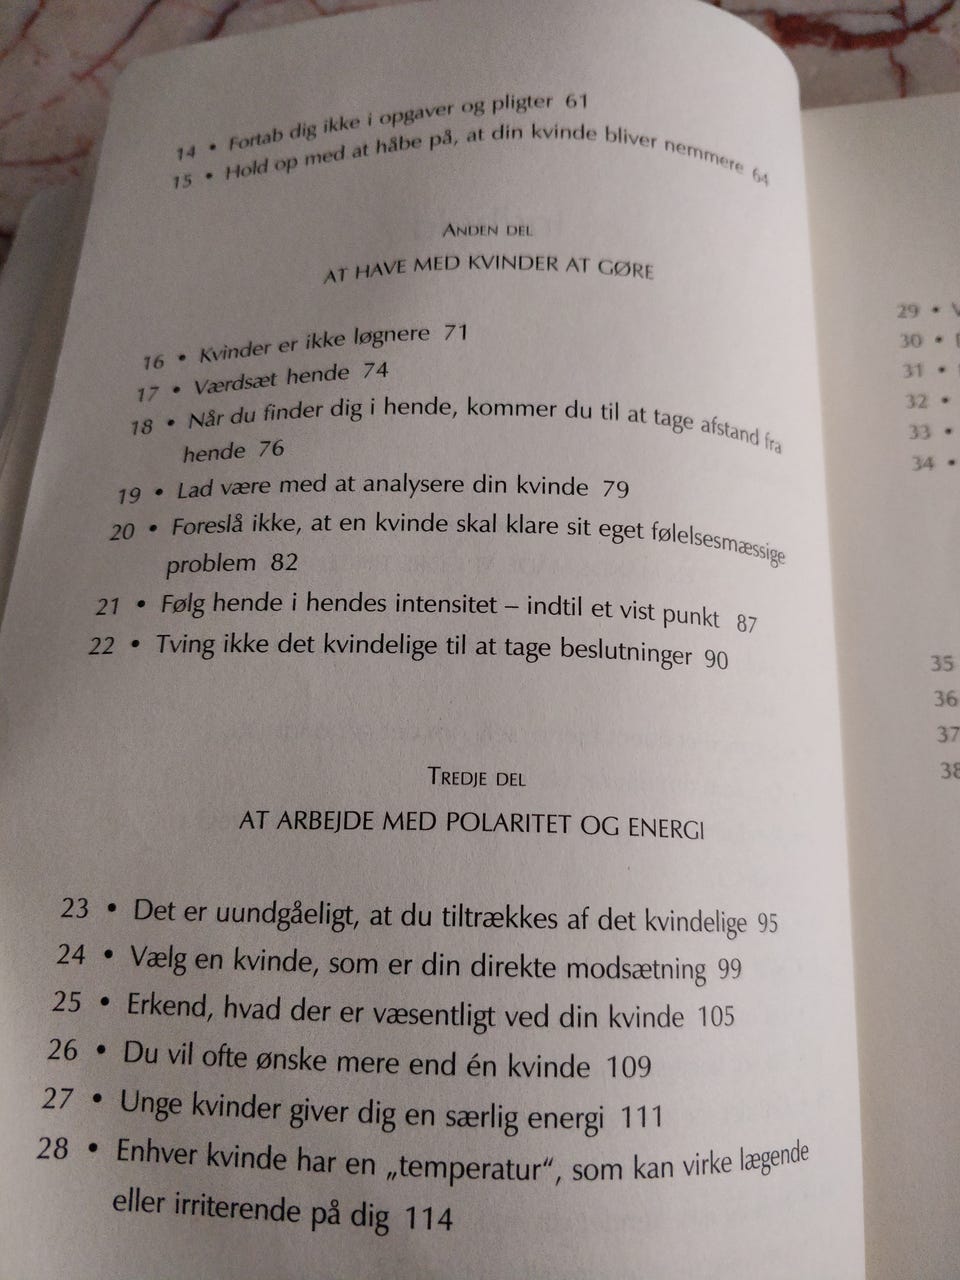 14 • Fortab dig ikke i opgaver og pligter 61
15 • Hold op med at håbe på, at din kvinde bliver nemmere 64
ANDEN DEL
AT HAVE MED KVINDER AT GØRE
16 • Kvinder er ikke løgnere 71
17 • Værdsæt hende 74
18 • Når du finder dig i hende, kommer du til at tage afstand fra
hende 76
19 • Lad være med at analysere din kvinde 79
20 • Foreslå ikke, at en kvinde skal klare sit eget følelsesmæssige
problem 82
21 • Følg hende i hendes intensitet – indtil et vist punkt 87
22 • Tving ikke det kvindelige til at tage beslutninger 90
TREDJE DEL
AT ARBEJDE MED POLARITET OG ENERGI
23 • Det er uundgåeligt, at du tiltrækkes af det kvindelige 95
24 • Vælg en kvinde, som er din direkte modsætning 99
25 • Erkend, hvad der er væsentligt ved din kvinde 105
26 • Du vil ofte ønske mere end én kvinde 109
27 • Unge kvinder giver dig en særlig energi 111
28 • Enhver kvinde har en „temperatur“, som kan virke lægende
eller irriterende på dig 114
29 •
30 •
31 •
32 •
33 •
34 •
35
36
37
38